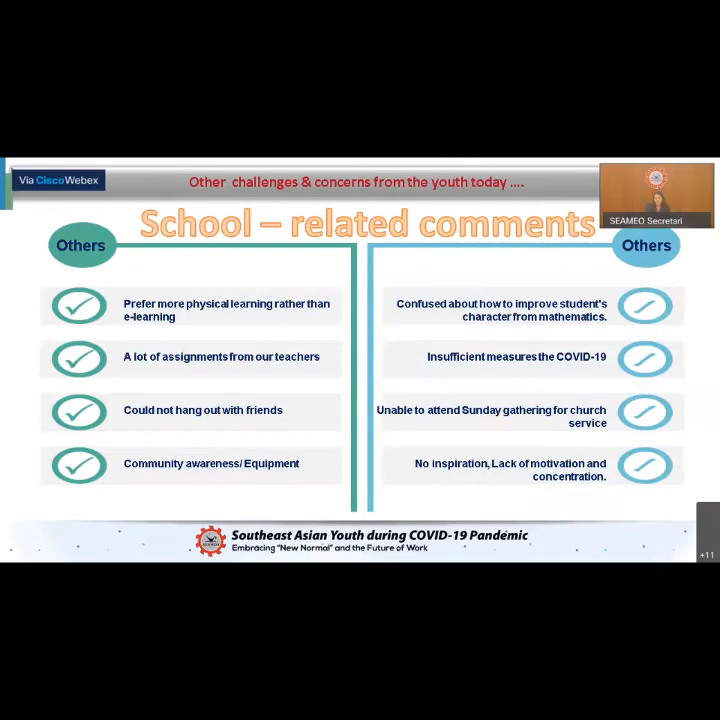 Via CiscoWebex
Other challenges & concerns from the youth today ....
SEAMEO Secretari
School – related comments
Others
Others
Prefer more physical learning rather than
e-learning
A lot of assignments from our teachers
Could not hang out with friends
Community awareness/ Equipment
Confused about how to improve student's
character from mathematics.
Insufficient measures the COVID-19
Unable to attend Sunday gathering for church
service
No inspiration, Lack of motivation and
concentration.
Southeast Asian Youth during COVID-19 Pandemic
Embracing "New Normal" and the Future of Work
+11